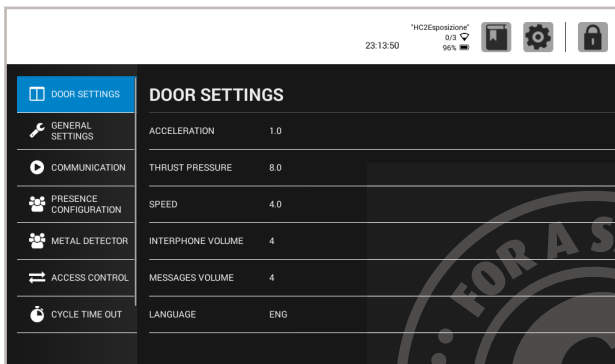 "HC2Esposizione"
0/3
23:13:50
96%
DOOR SETTINGS
GENERAL
SETTINGS
COMMUNICATION
PRESENCE
CONFIGURATION
METAL DETECTOR
ACCESS CONTROL
CYCLE TIME OUT
DOOR SETTINGS
ACCELERATION 1.0
THRUST PRESSURE 8.0
SPEED 4.0
INTERPHONE VOLUME 4
MESSAGES VOLUME 4
LANGUAGE ENG
FOR A SA